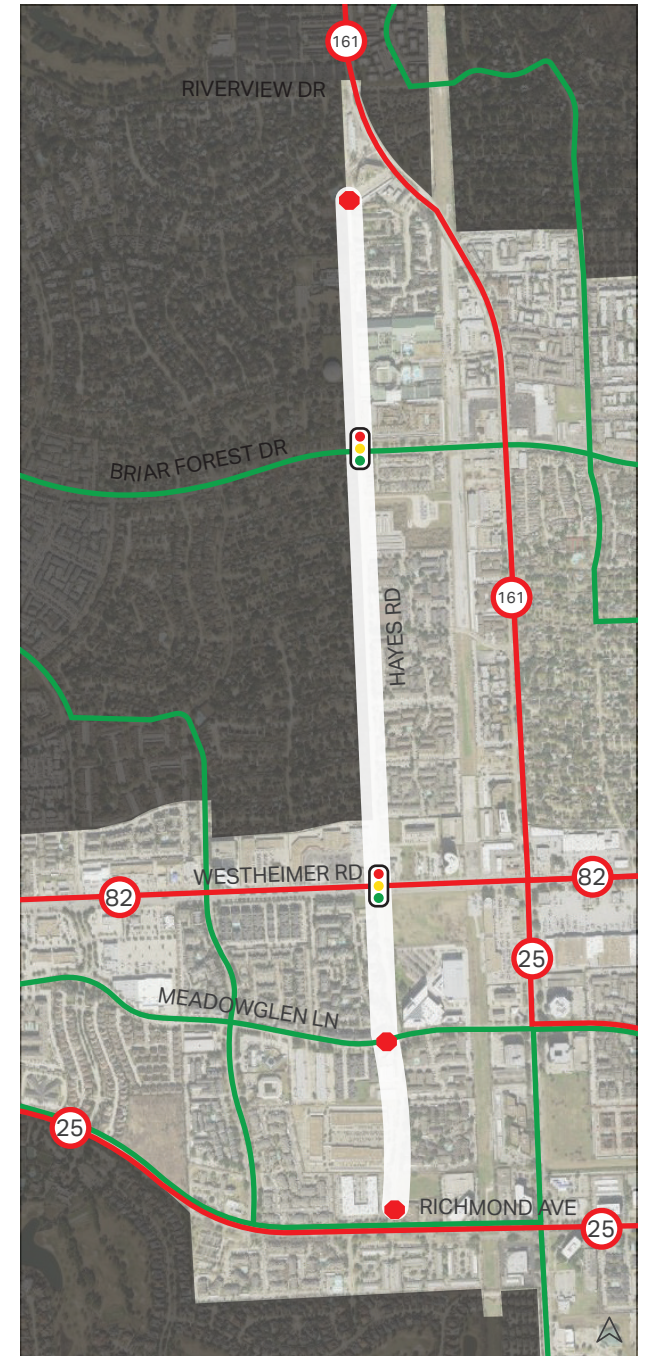 161
RIVERVIEW DR
BRIAR FOREST DR
HAYES RD
161
WESTHEIMER RD
82
82
25
MEADOWGLEN LN
25
RICHMOND AVE
25